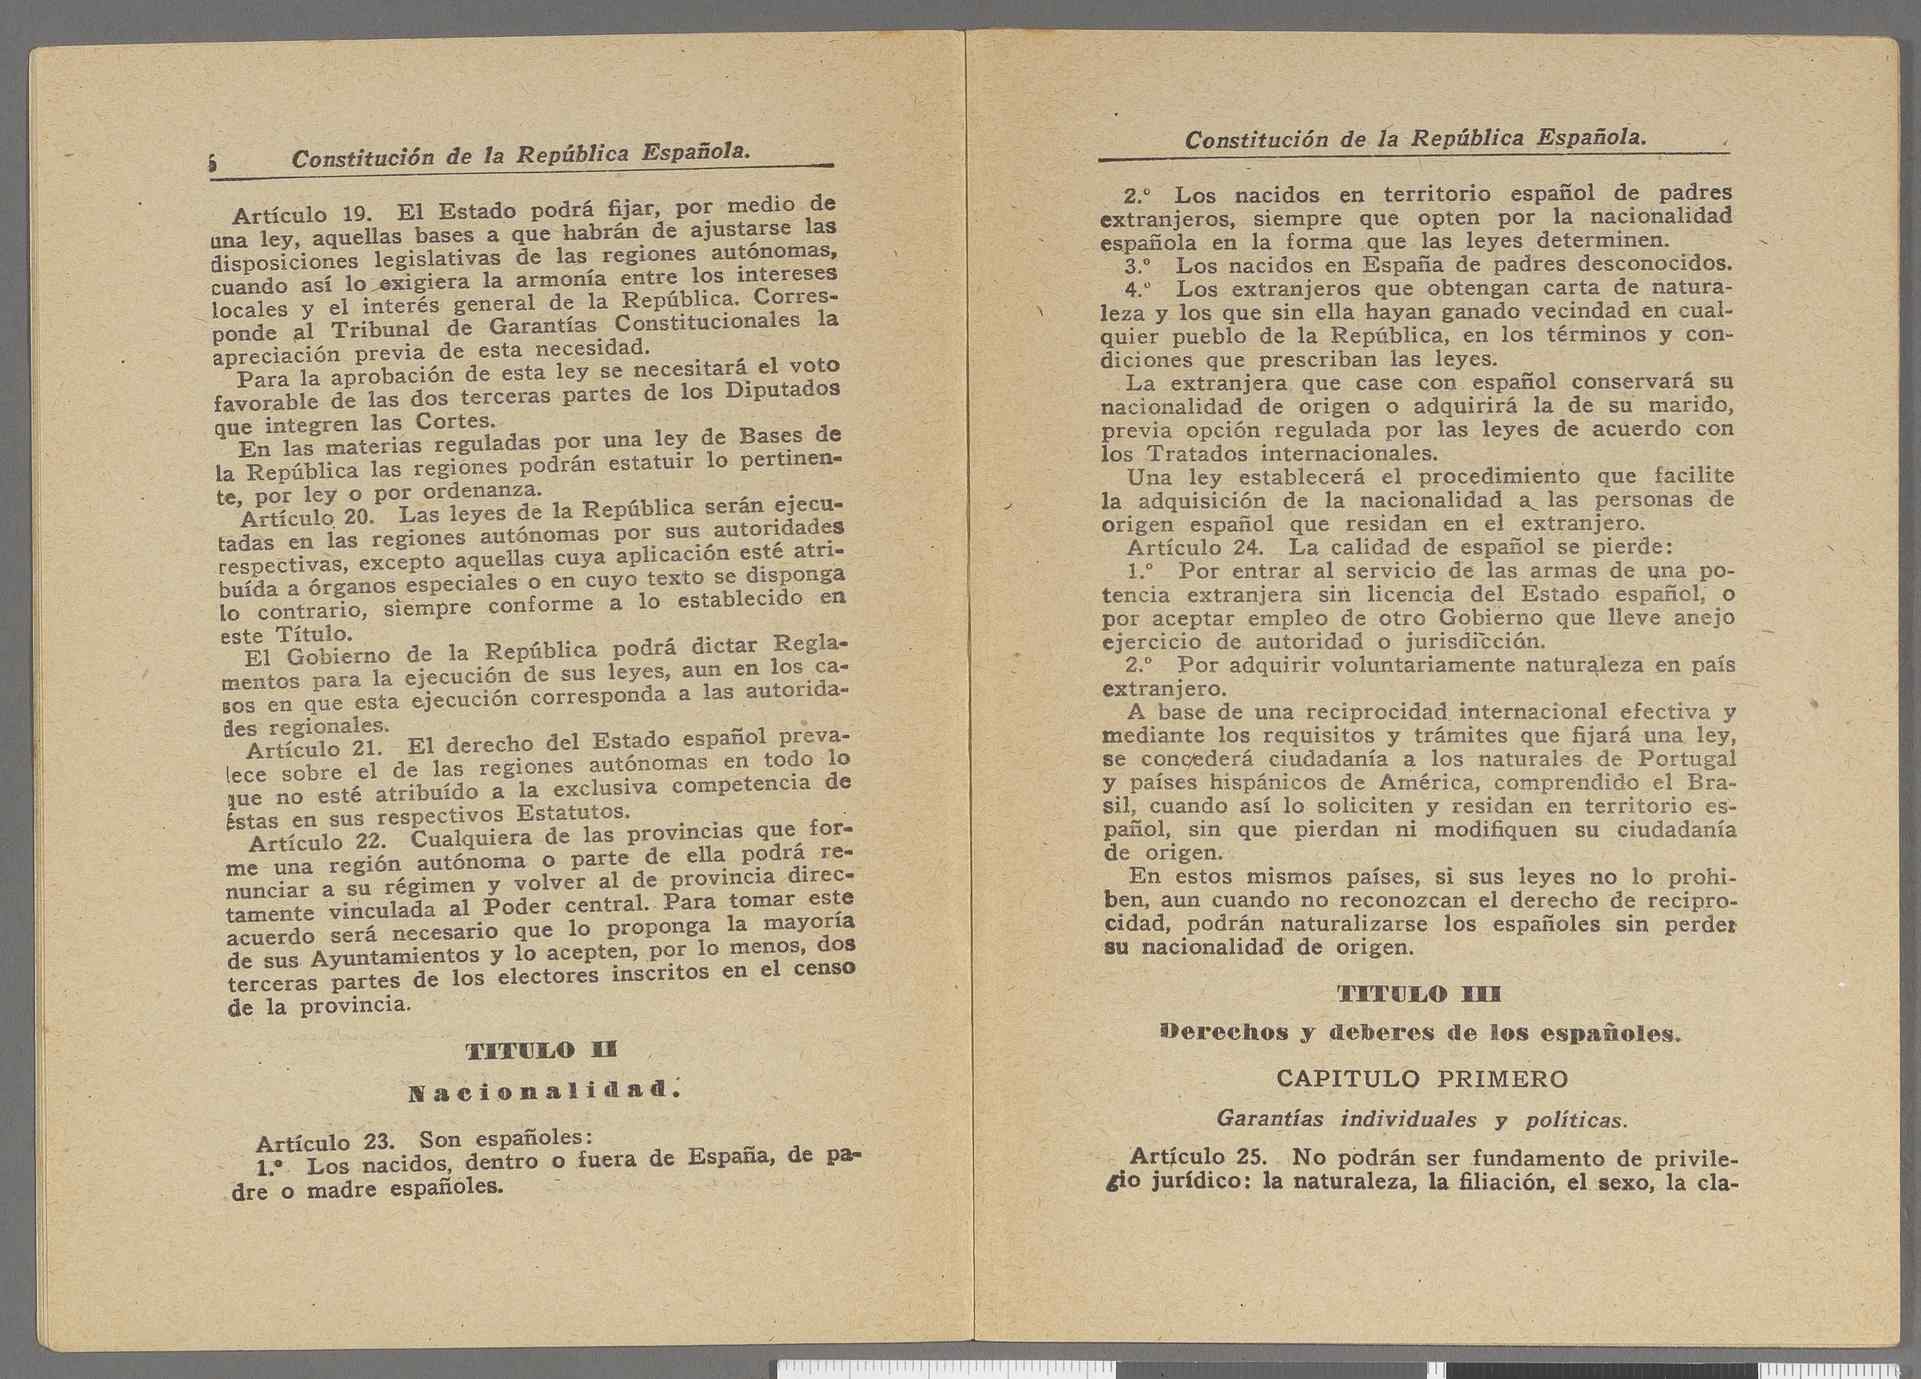 Constitución de la República Española.
Artículo 19. El Estado podrá fijar, por medio de
una ley, aquellas bases a que habrán de ajustarse las
disposiciones legislativas de las regiones autónomas,
cuando así lo exigiera la armonía entre los intereses
locales y el interés general de la República. Corres-
ponde al Tribunal de Garantías Constitucionales la
apreciación previa de esta necesidad.
Para la aprobación de esta ley se necesitará el voto
favorable de las dos terceras partes de los Diputados
que integren las Cortes.
En las materias reguladas por una ley de Bases de
la República las regiones podrán estatuir lo pertinen-
te, por ley o por ordenanza.
Artículo 20. Las leyes de la República serán ejecu-
tadas en las regiones autónomas por sus autoridades
respectivas, excepto aquellas cuya aplicación esté atri-
buída a órganos especiales o en cuyo texto se disponga
lo contrario, siempre conforme a lo establecido en
este Título.
El Gobierno de la República podrá dictar Regla-
mentos para la ejecución de sus leyes, aun en los ca-
sos en que esta ejecución corresponda a las autorida-
des regionales.
Artículo 21. El derecho del Estado español preva-
lece sobre el de las regiones autónomas en todo lo
que no esté atribuído a la exclusiva competencia de
éstas en sus respectivos Estatutos.
Artículo 22. Cualquiera de las provincias que for-
me una región autónoma o parte de ella podrá re-
nunciar a su régimen y volver al de provincia direc-
tamente vinculada al Poder central. Para tomar este
acuerdo será necesario que lo proponga la mayoría
de sus Ayuntamientos y lo acepten, por lo menos, dos
terceras partes de los electores inscritos en el censo
de la provincia.
TITULO II
Nacionalidad.
Artículo 23. Son españoles:
1.º Los nacidos, dentro o fuera de España, de pa-
dre o madre españoles.
Constitución de la República Española.
2.º Los nacidos en territorio español de padres
extranjeros, siempre que opten por la nacionalidad
española en la forma que las leyes determinen.
3.º Los nacidos en España de padres desconocidos.
4.º Los extranjeros que obtengan carta de natura-
leza y los que sin ella hayan ganado vecindad en cual-
quier pueblo de la República, en los términos y con-
diciones que prescriban las leyes.
La extranjera que case con español conservará su
nacionalidad de origen o adquirirá la de su marido,
previa opción regulada por las leyes de acuerdo con
los Tratados internacionales.
Una ley establecerá el procedimiento que facilite
la adquisición de la nacionalidad a las personas de
origen español que residan en el extranjero.
Artículo 24. La calidad de español se pierde:
1.º Por entrar al servicio de las armas de una po-
tencia extranjera sin licencia del Estado español, o
por aceptar empleo de otro Gobierno que lleve anejo
ejercicio de autoridad o jurisdicción.
2.º Por adquirir voluntariamente naturaleza en país
extranjero.
A base de una reciprocidad internacional efectiva y
mediante los requisitos y trámites que fijará una ley,
se concederá ciudadanía a los naturales de Portugal
y países hispánicos de América, comprendido el Bra-
sil, cuando así lo soliciten y residan en territorio es-
pañol, sin que pierdan ni modifiquen su ciudadanía
de origen.
En estos mismos países, si sus leyes no lo prohi-
ben, aun cuando no reconozcan el derecho de recipro-
cidad, podrán naturalizarse los españoles sin perder
su nacionalidad de origen.
TITULO III
Derechos y deberes de los españoles.
CAPITULO PRIMERO
Garantías individuales y políticas.
Artículo 25. No podrán ser fundamento de privile-
gio jurídico: la naturaleza, la filiación, el sexo, la cla-